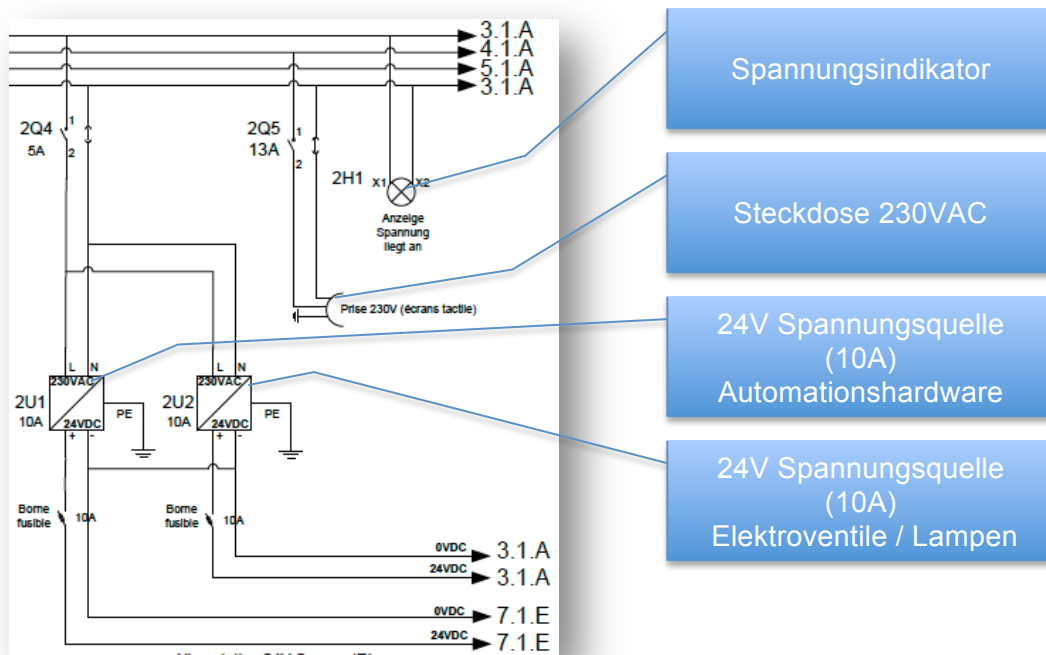 3.1.A
4.1.A
5.1.A
3.1.A
2Q4
5A
1
2
2Q5
13A
1
2
2H1 X1 X2
Anzeige
Spannung
liegt an
Prise 230V (écrans tactile)
L N
230VAC
2U1
10A
24VDC
+ -
PE
L N
230VAC
2U2
10A
24VDC
+ -
PE
Borne
fusible
10A
Borne
fusible
10A
0VDC 3.1.A
24VDC 3.1.A
0VDC 7.1.E
24VDC 7.1.E
Spannungsindikator
Steckdose 230VAC
24V Spannungsquelle
(10A)
Automationshardware
24V Spannungsquelle
(10A)
Elektroventile / Lampen